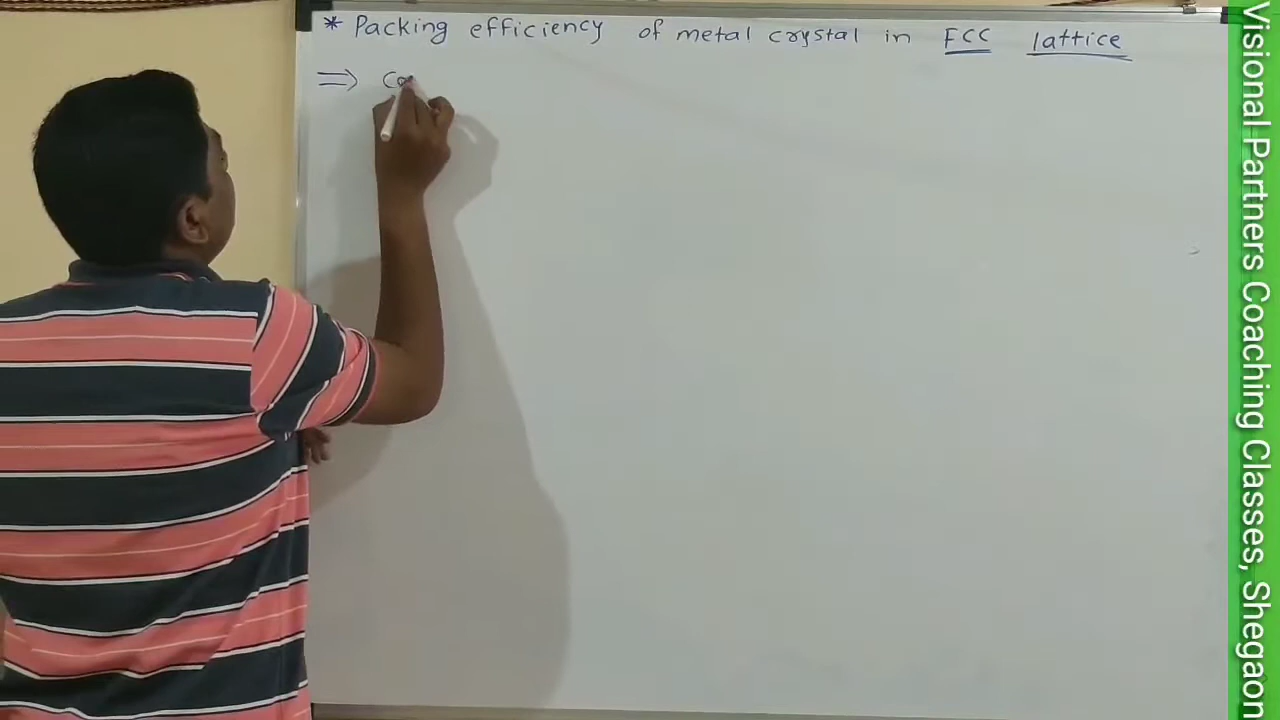 * Packing efficiency of metal crystal in FCC lattice
⇒ Co
Visional Partners Coaching Classes, Shegaon